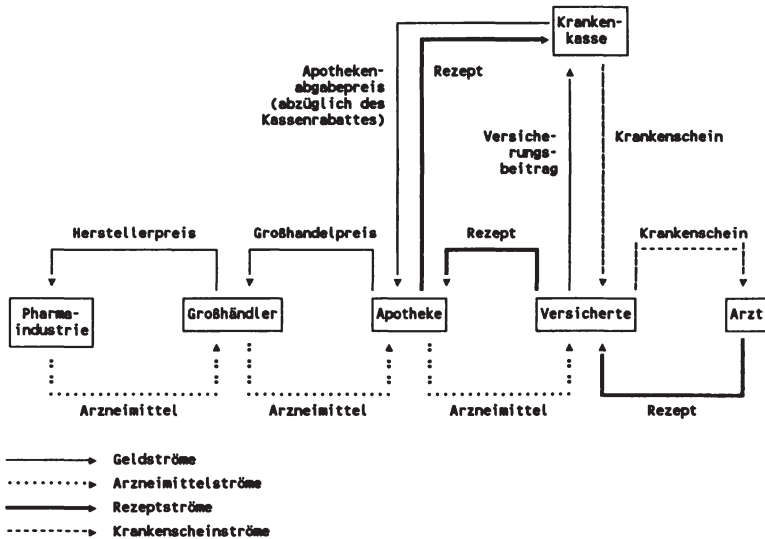 Kranken-
kasse
Apotheken-
abgabepreis
(abzüglich des
Kassenrabattes)
Rezept
Versiche-
rungs-
beitrag
Krankenschein
Herstellerpreis
Großhandelpreis
Rezept
Krankenschein
Pharma-
industrie
Großhändler
Apotheke
Versicherte
Arzt
Arzneimittel
Arzneimittel
Arzneimittel
Rezept
Geldströme
Arzneimittelströme
Rezeptströme
Krankenscheinströme